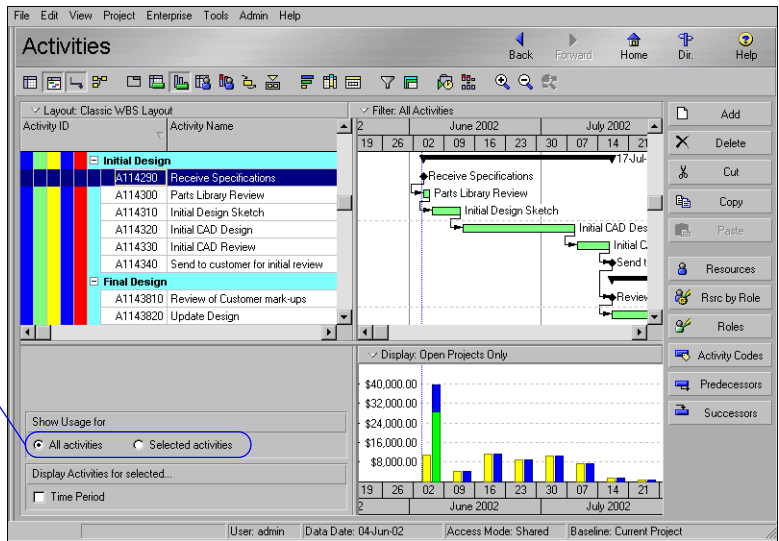 File Edit View Project Enterprise Tools Admin Help
Activities
Back Forward Home Dir. Help
Layout: Classic WBS Layout
Filter: All Activities
Activity ID Activity Name
2 June 2002 July 2002
19 26 02 09 16 23 30 07 14 21
Initial Design
17-Jul-
A114290 Receive Specifications
Receive Specifications
A114300 Parts Library Review
Parts Library Review
A114310 Initial Design Sketch
Initial Design Sketch
A114320 Initial CAD Design
Initial CAD Des
A114330 Initial CAD Review
Initial C
A114340 Send to customer for initial review
Send t
Final Design
A1143810 Review of Customer mark-ups
Review
A1143820 Update Design
Add
Delete
Cut
Copy
Paste
Resources
Rsrc by Role
Roles
Activity Codes
Predecessors
Successors
Display: Open Projects Only
$40,000.00
$32,000.00
$24,000.00
$16,000.00
$8,000.00
19 26 02 09 16 23 30 07 14 21
2 June 2002 July 2002
Show Usage for
All activities Selected activities
Display Activities for selected...
Time Period
User: admin Data Date: 04-Jun-02 Access Mode: Shared Baseline: Current Project